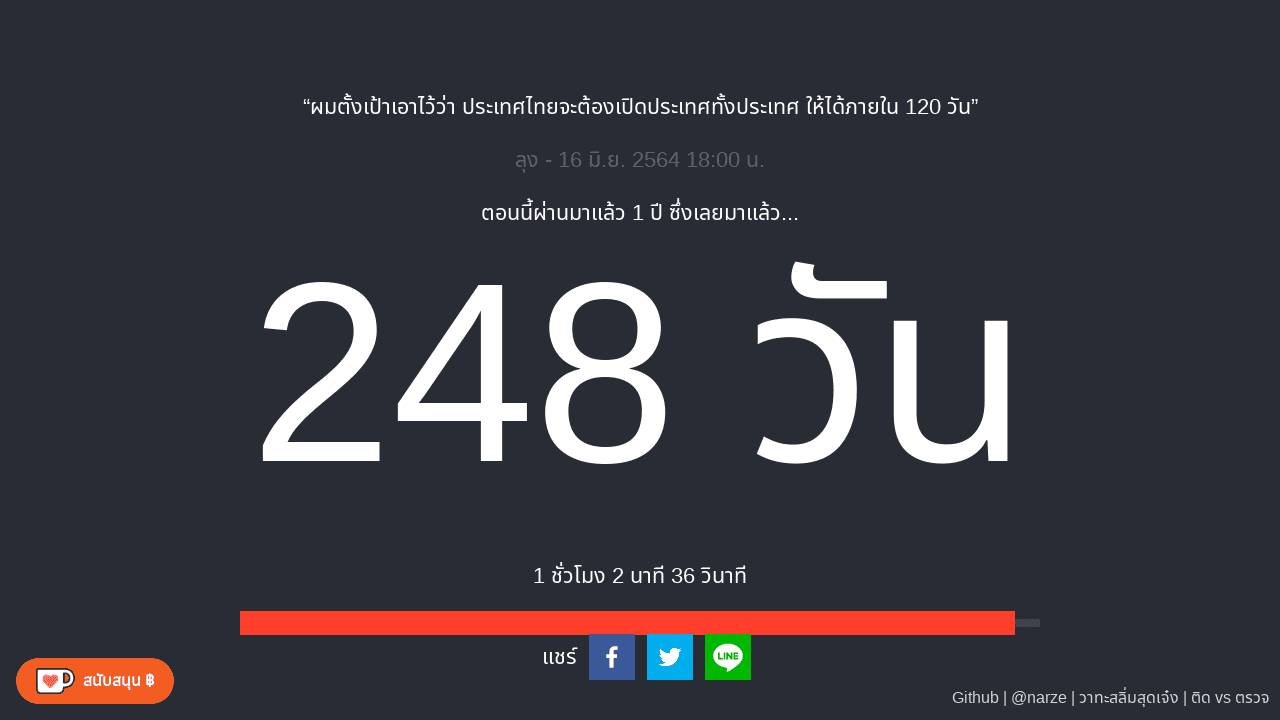 “ผมตั้งเป้าเอาไว้ว่า ประเทศไทยจะต้องเปิดประเทศทั้งประเทศ ให้ได้ภายใน 120 วัน”
ลุง - 16 มิ.ย. 2564 18:00 น.
ตอนนี้ผ่านมาแล้ว 1 ปี ซึ่งเลยมาแล้ว...
248 วัน
1 ชั่วโมง 2 นาที 36 วินาที
แชร์
LINE
สนับสนุน ฿
Github | @narze | วาทะสลิ่มสุดเจ๋ง | ติด vs ตรวจ